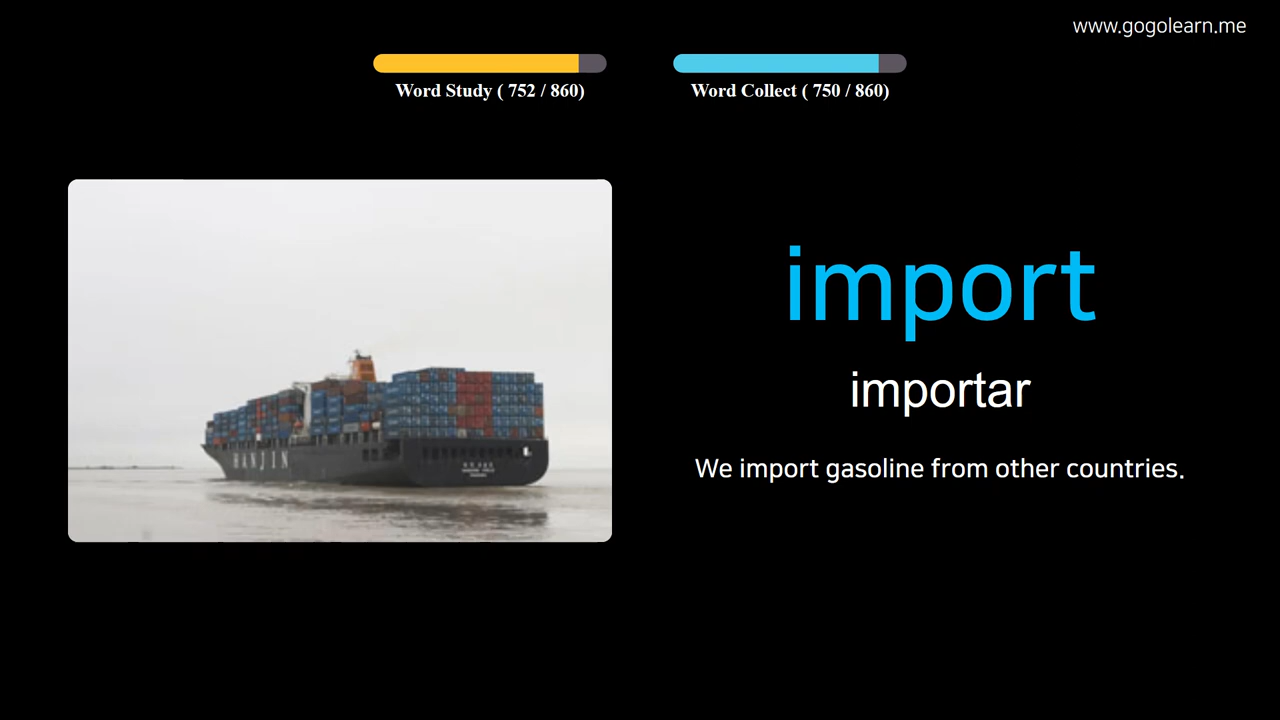 www.gogolearn.me
Word Study ( 752 / 860)
Word Collect ( 750 / 860)
import
importar
We import gasoline from other countries.
HANJIN